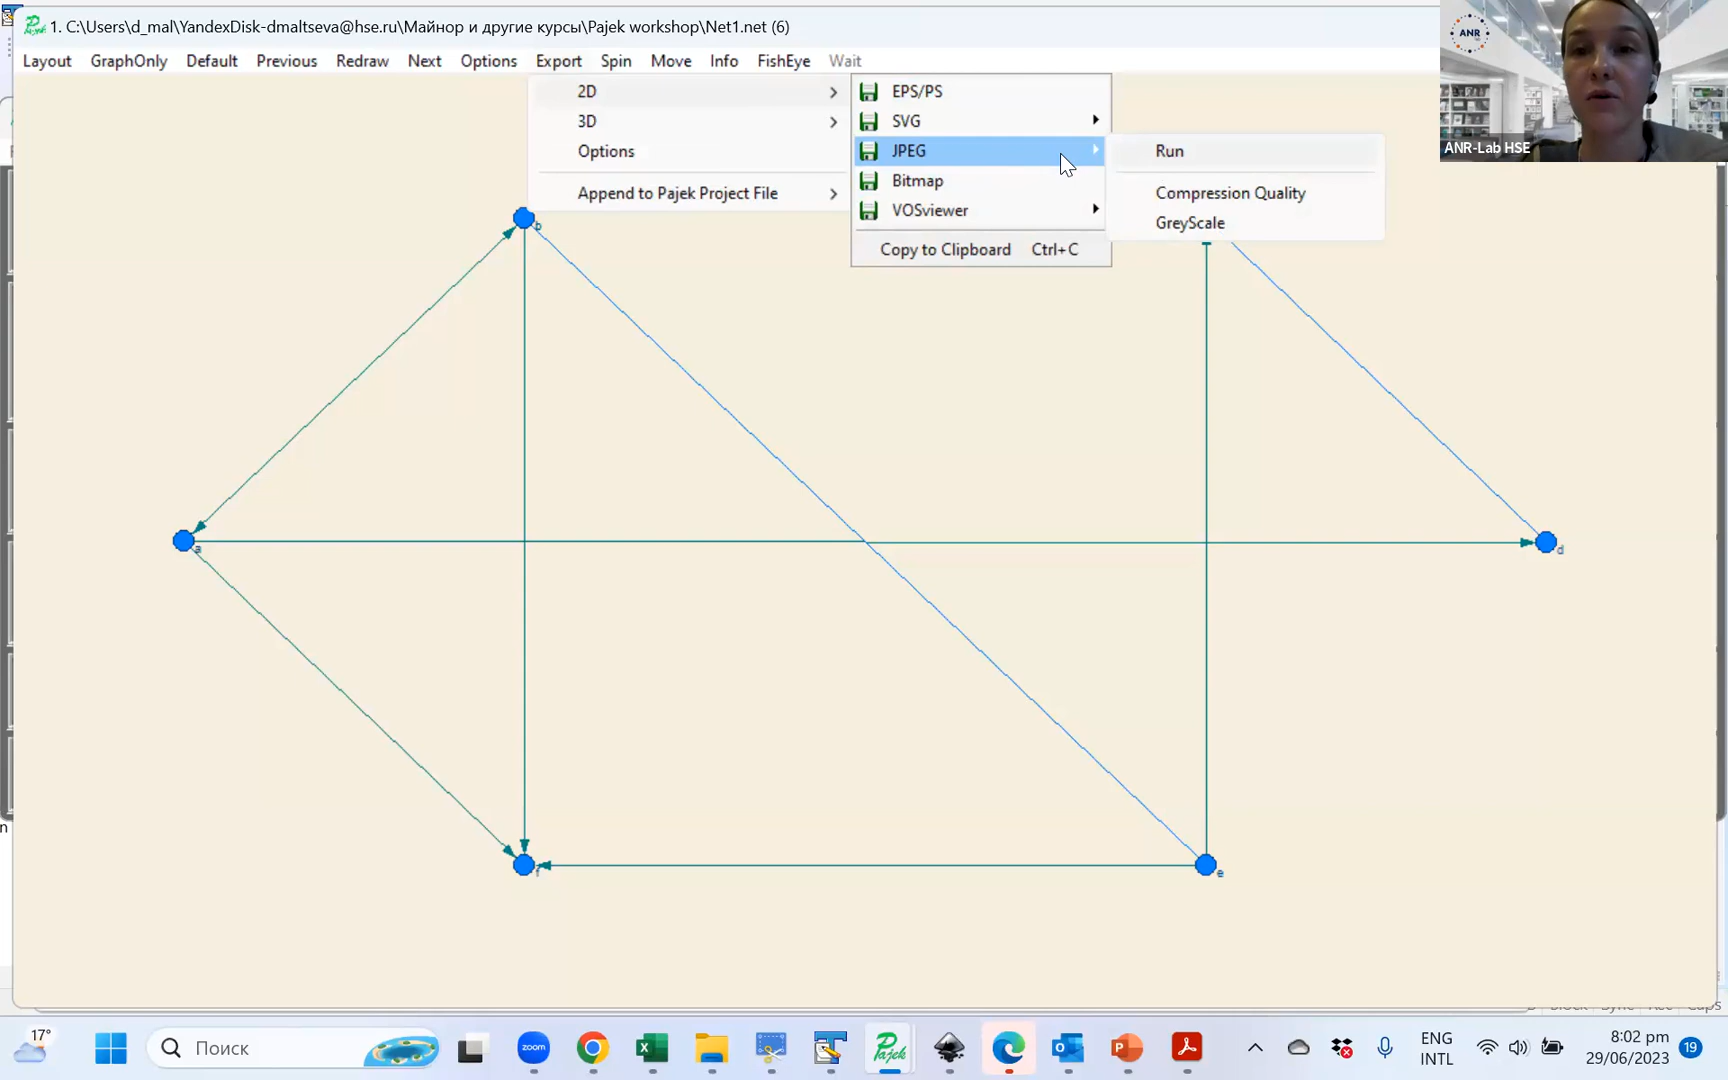 1. C:\Users\d_mal\YandexDisk-dmaltseva@hse.ru\Майнор и другие курсы\Pajek workshop\Net1.net (6)
Layout GraphOnly Default Previous Redraw Next Options Export Spin Move Info FishEye Wait
2D
3D
Options
Append to Pajek Project File
EPS/PS
SVG
JPEG
Bitmap
VOSviewer
Copy to Clipboard Ctrl+C
Run
Compression Quality
GreyScale
ANR
ANR-Lab HSE
b
a
d
f
e
n
17°
Поиск
zoom
Pajek
ENG
INTL
8:02 pm
29/06/2023
19